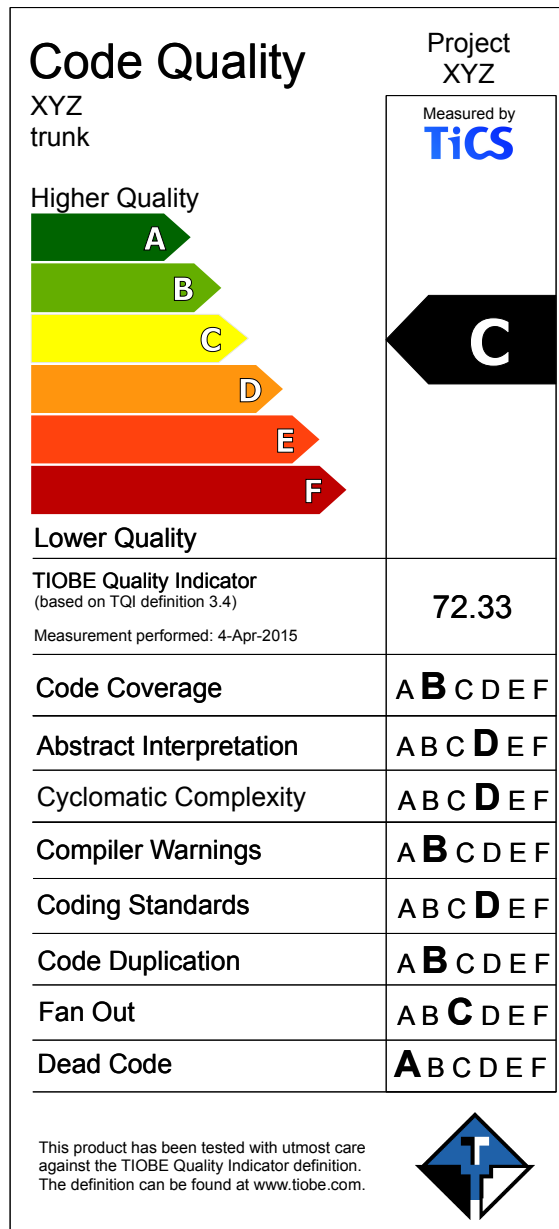 Code Quality
Project
XYZ
XYZ
trunk
Measured by
TiCS
Higher Quality
A
B
C
D
E
F
C
Lower Quality
TIOBE Quality Indicator
(based on TQI definition 3.4)
Measurement performed: 4-Apr-2015
72.33
Code Coverage
A B C D E F
Abstract Interpretation
A B C D E F
Cyclomatic Complexity
A B C D E F
Compiler Warnings
A B C D E F
Coding Standards
A B C D E F
Code Duplication
A B C D E F
Fan Out
A B C D E F
Dead Code
A B C D E F
This product has been tested with utmost care
against the TIOBE Quality Indicator definition.
The definition can be found at www.tiobe.com.
T